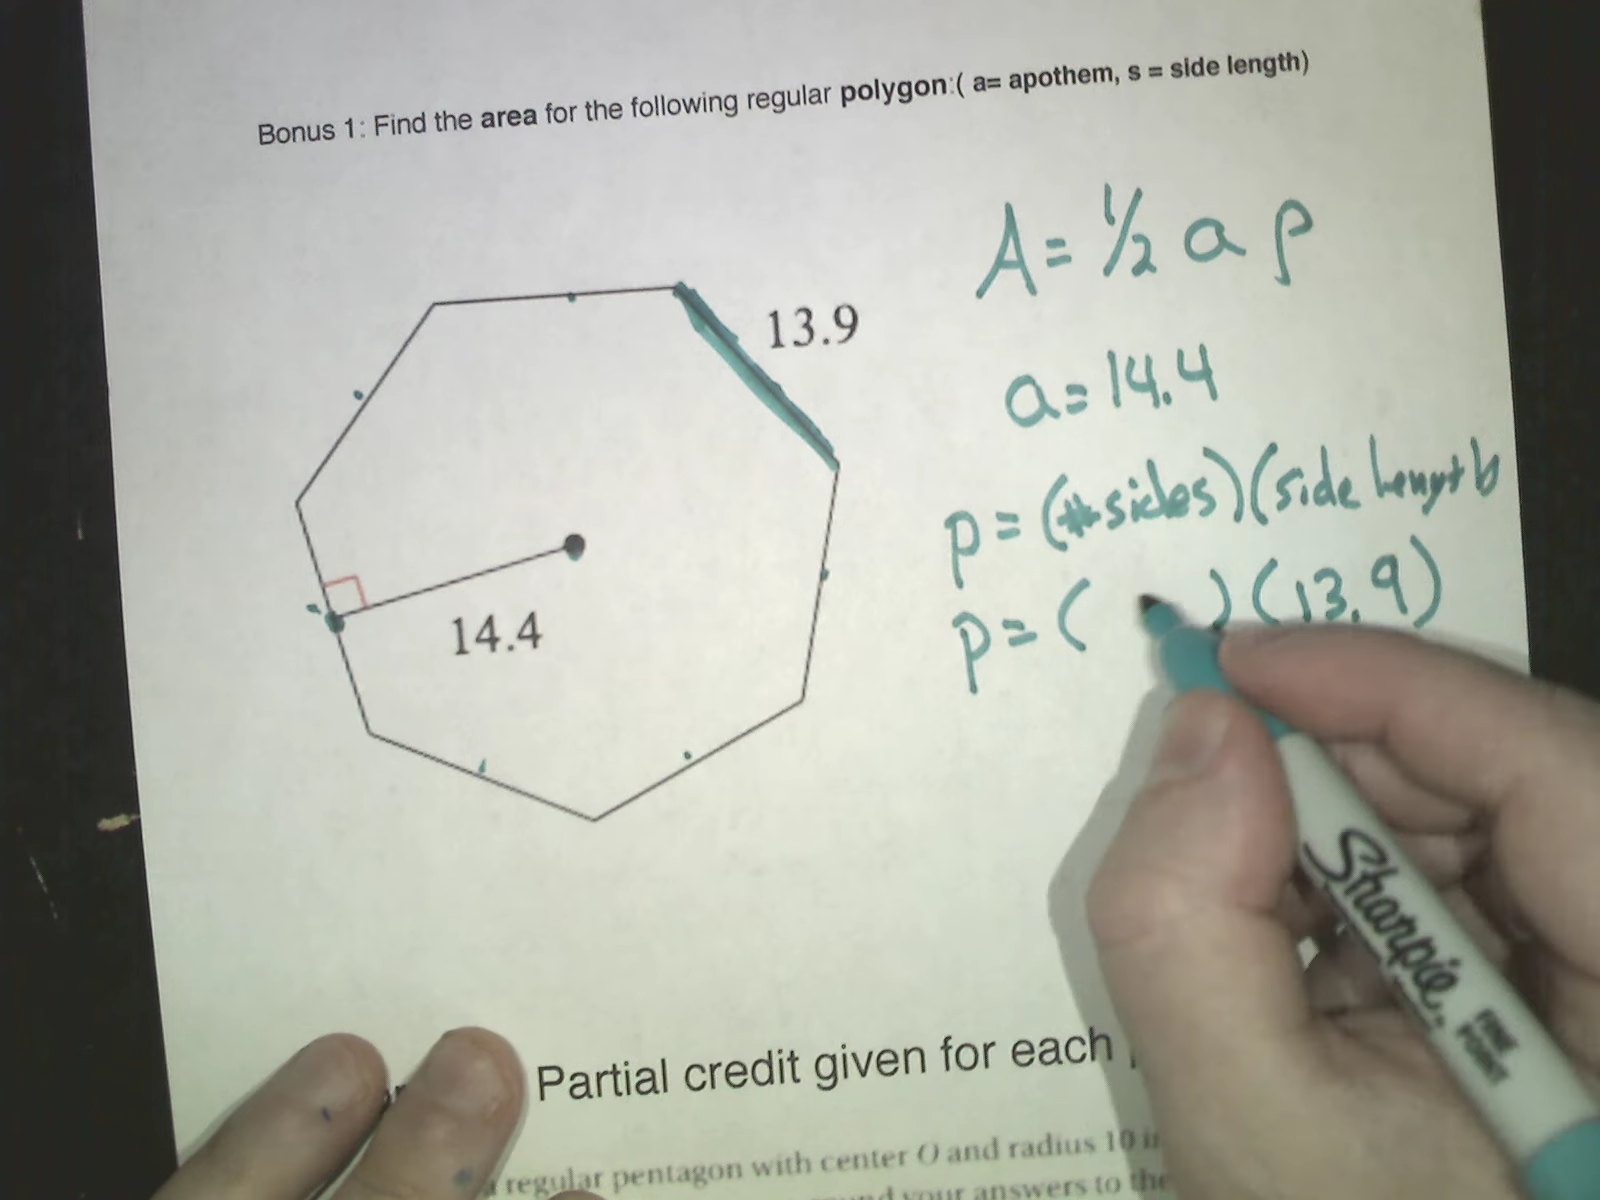 Bonus 1: Find the area for the following regular polygon:( a= apothem, s = side length)
A = 1/2 a p
13.9
a = 14.4
p = (# sides)(side length
p = ( ) (13.9)
14.4
Sharpie.
FINE
POINT
Partial credit given for each
regular pentagon with center O and radius 10
your answers to the